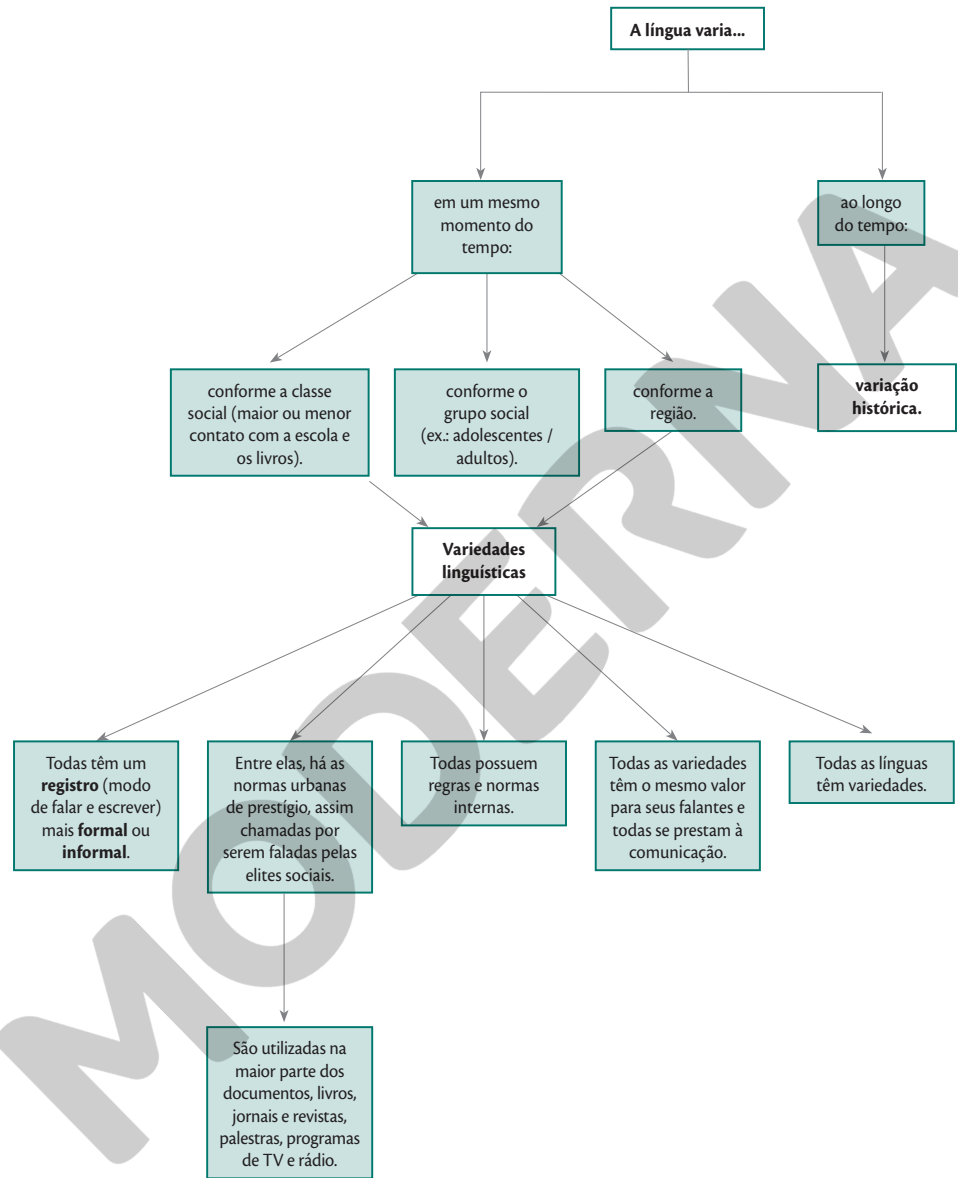 A língua varia...
em um mesmo
momento do
tempo:
ao longo
do tempo:
conforme a classe
social (maior ou menor
contato com a escola e
os livros).
conforme o
grupo social
(ex.: adolescentes /
adultos).
conforme a
região.
variação
histórica.
Variedades
linguísticas
Todas têm um
registro (modo
de falar e escrever)
mais formal ou
informal.
Entre elas, há as
normas urbanas
de prestígio, assim
chamadas por
serem faladas pelas
elites sociais.
Todas possuem
regras e normas
internas.
Todas as variedades
têm o mesmo valor
para seus falantes e
todas se prestam à
comunicação.
Todas as línguas
têm variedades.
São utilizadas na
maior parte dos
documentos, livros,
jornais e revistas,
palestras, programas
de TV e rádio.
MODERNA